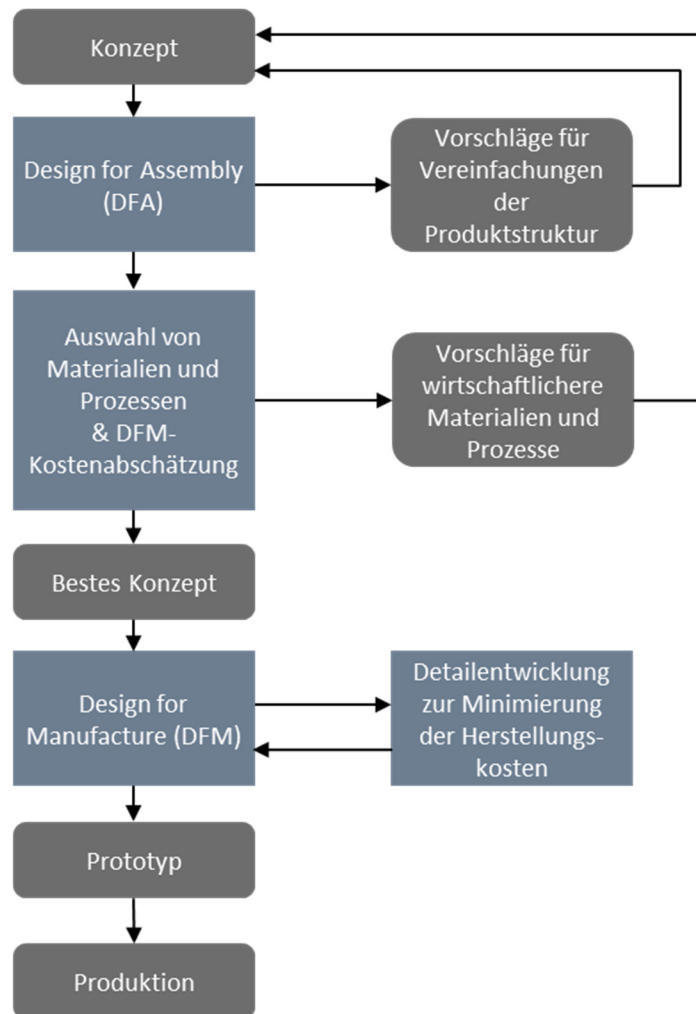 Konzept
Design for Assembly
(DFA)
Vorschläge für
Vereinfachungen
der
Produktstruktur
Auswahl von
Materialien und
Prozessen
& DFM-
Kostenabschätzung
Vorschläge für
wirtschaftlichere
Materialien und
Prozesse
Bestes Konzept
Design for
Manufacture (DFM)
Detailentwicklung
zur Minimierung
der Herstellungs-
kosten
Prototyp
Produktion